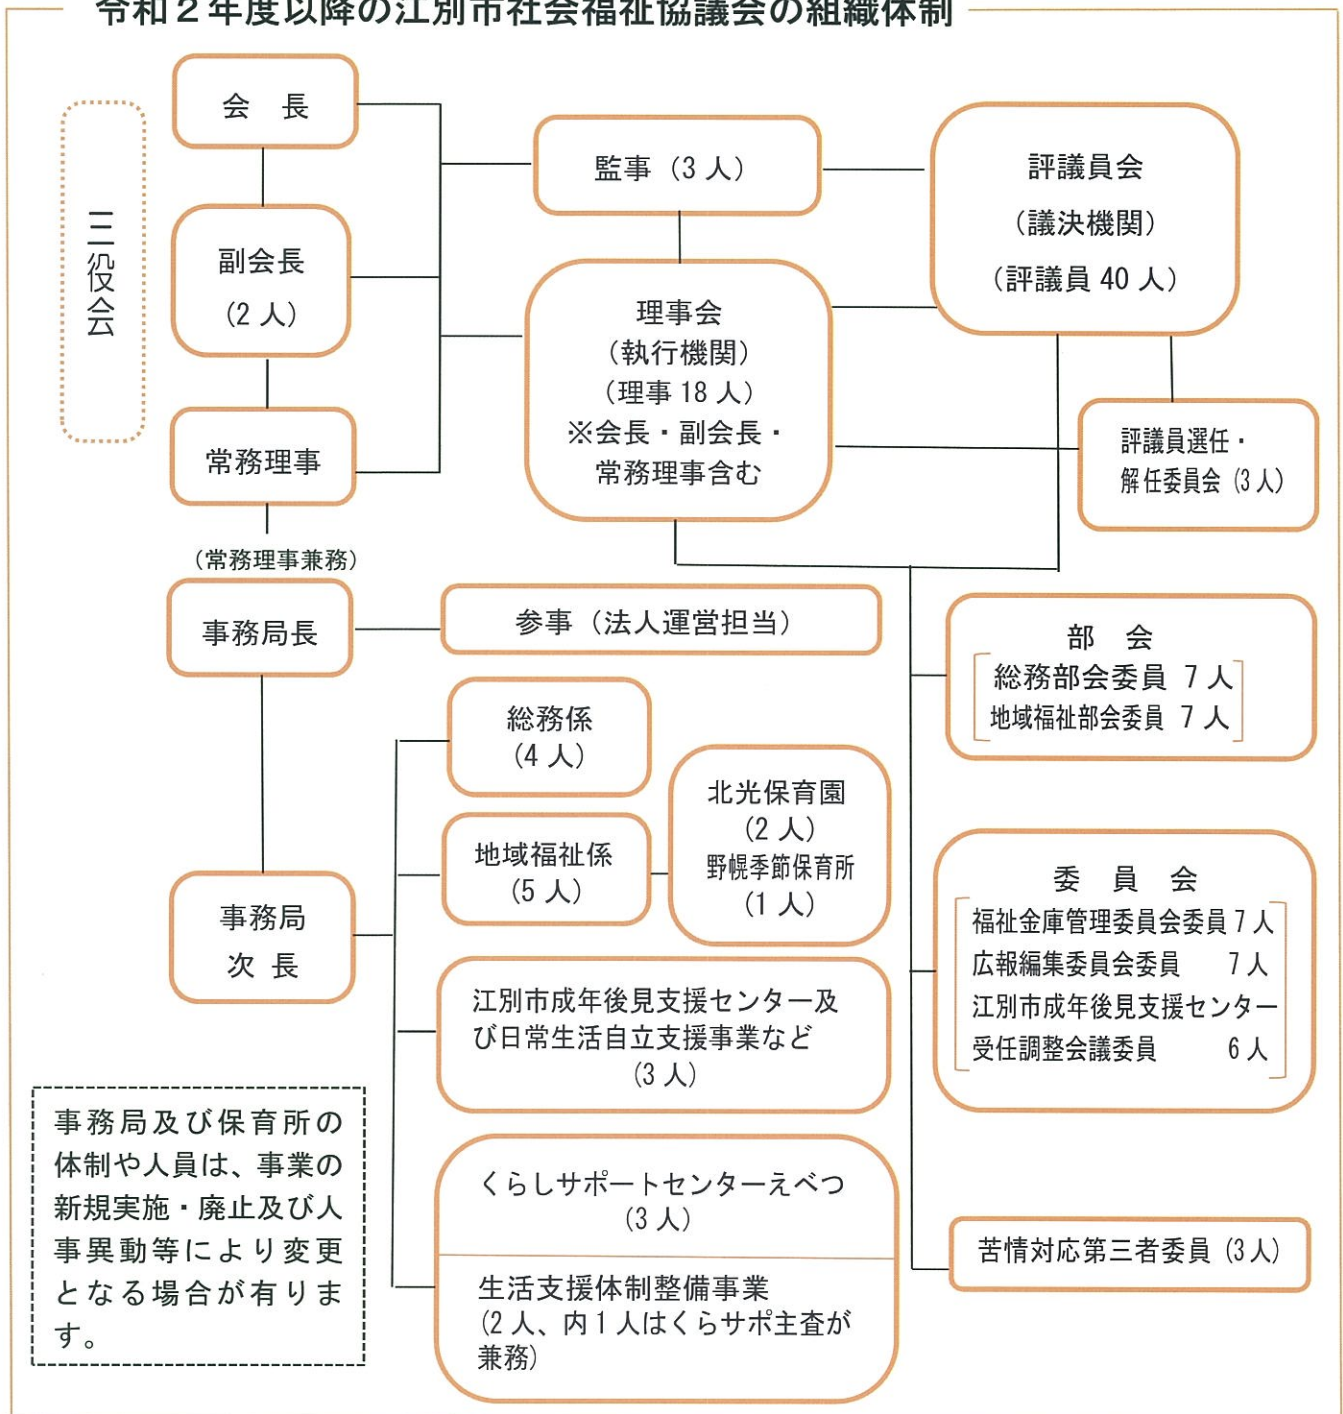 令和２年度以降の江別市社会福祉協議会の組織体制
三役会
会　長
副会長
(2 人)
常務理事
(常務理事兼務)
監事 (3 人)
理事会
(執行機関)
(理事 18 人)
※会長・副会長・
常務理事含む
評議員会
(議決機関)
(評議員 40 人)
評議員選任・
解任委員会 (3 人)
事務局長
参事 (法人運営担当)
事務局
次 長
総務係
(4 人)
地域福祉係
(5 人)
北光保育園
(2 人)
野幌季節保育所
(1 人)
江別市成年後見支援センター及
び日常生活自立支援事業など
(3 人)
くらしサポートセンターえべつ
(3 人)
生活支援体制整備事業
(2 人、内 1 人はくらサポ主査が
兼務)
部　会
総務部会委員 7 人
地域福祉部会委員 7 人
委　員　会
福祉金庫管理委員会委員 7 人
広報編集委員会委員　7 人
江別市成年後見支援センター
受任調整会議委員　6 人
苦情対応第三者委員 (3 人)
事務局及び保育所の
体制や人員は、事業の
新規実施・廃止及び人
事異動等により変更
となる場合が有りま
す。